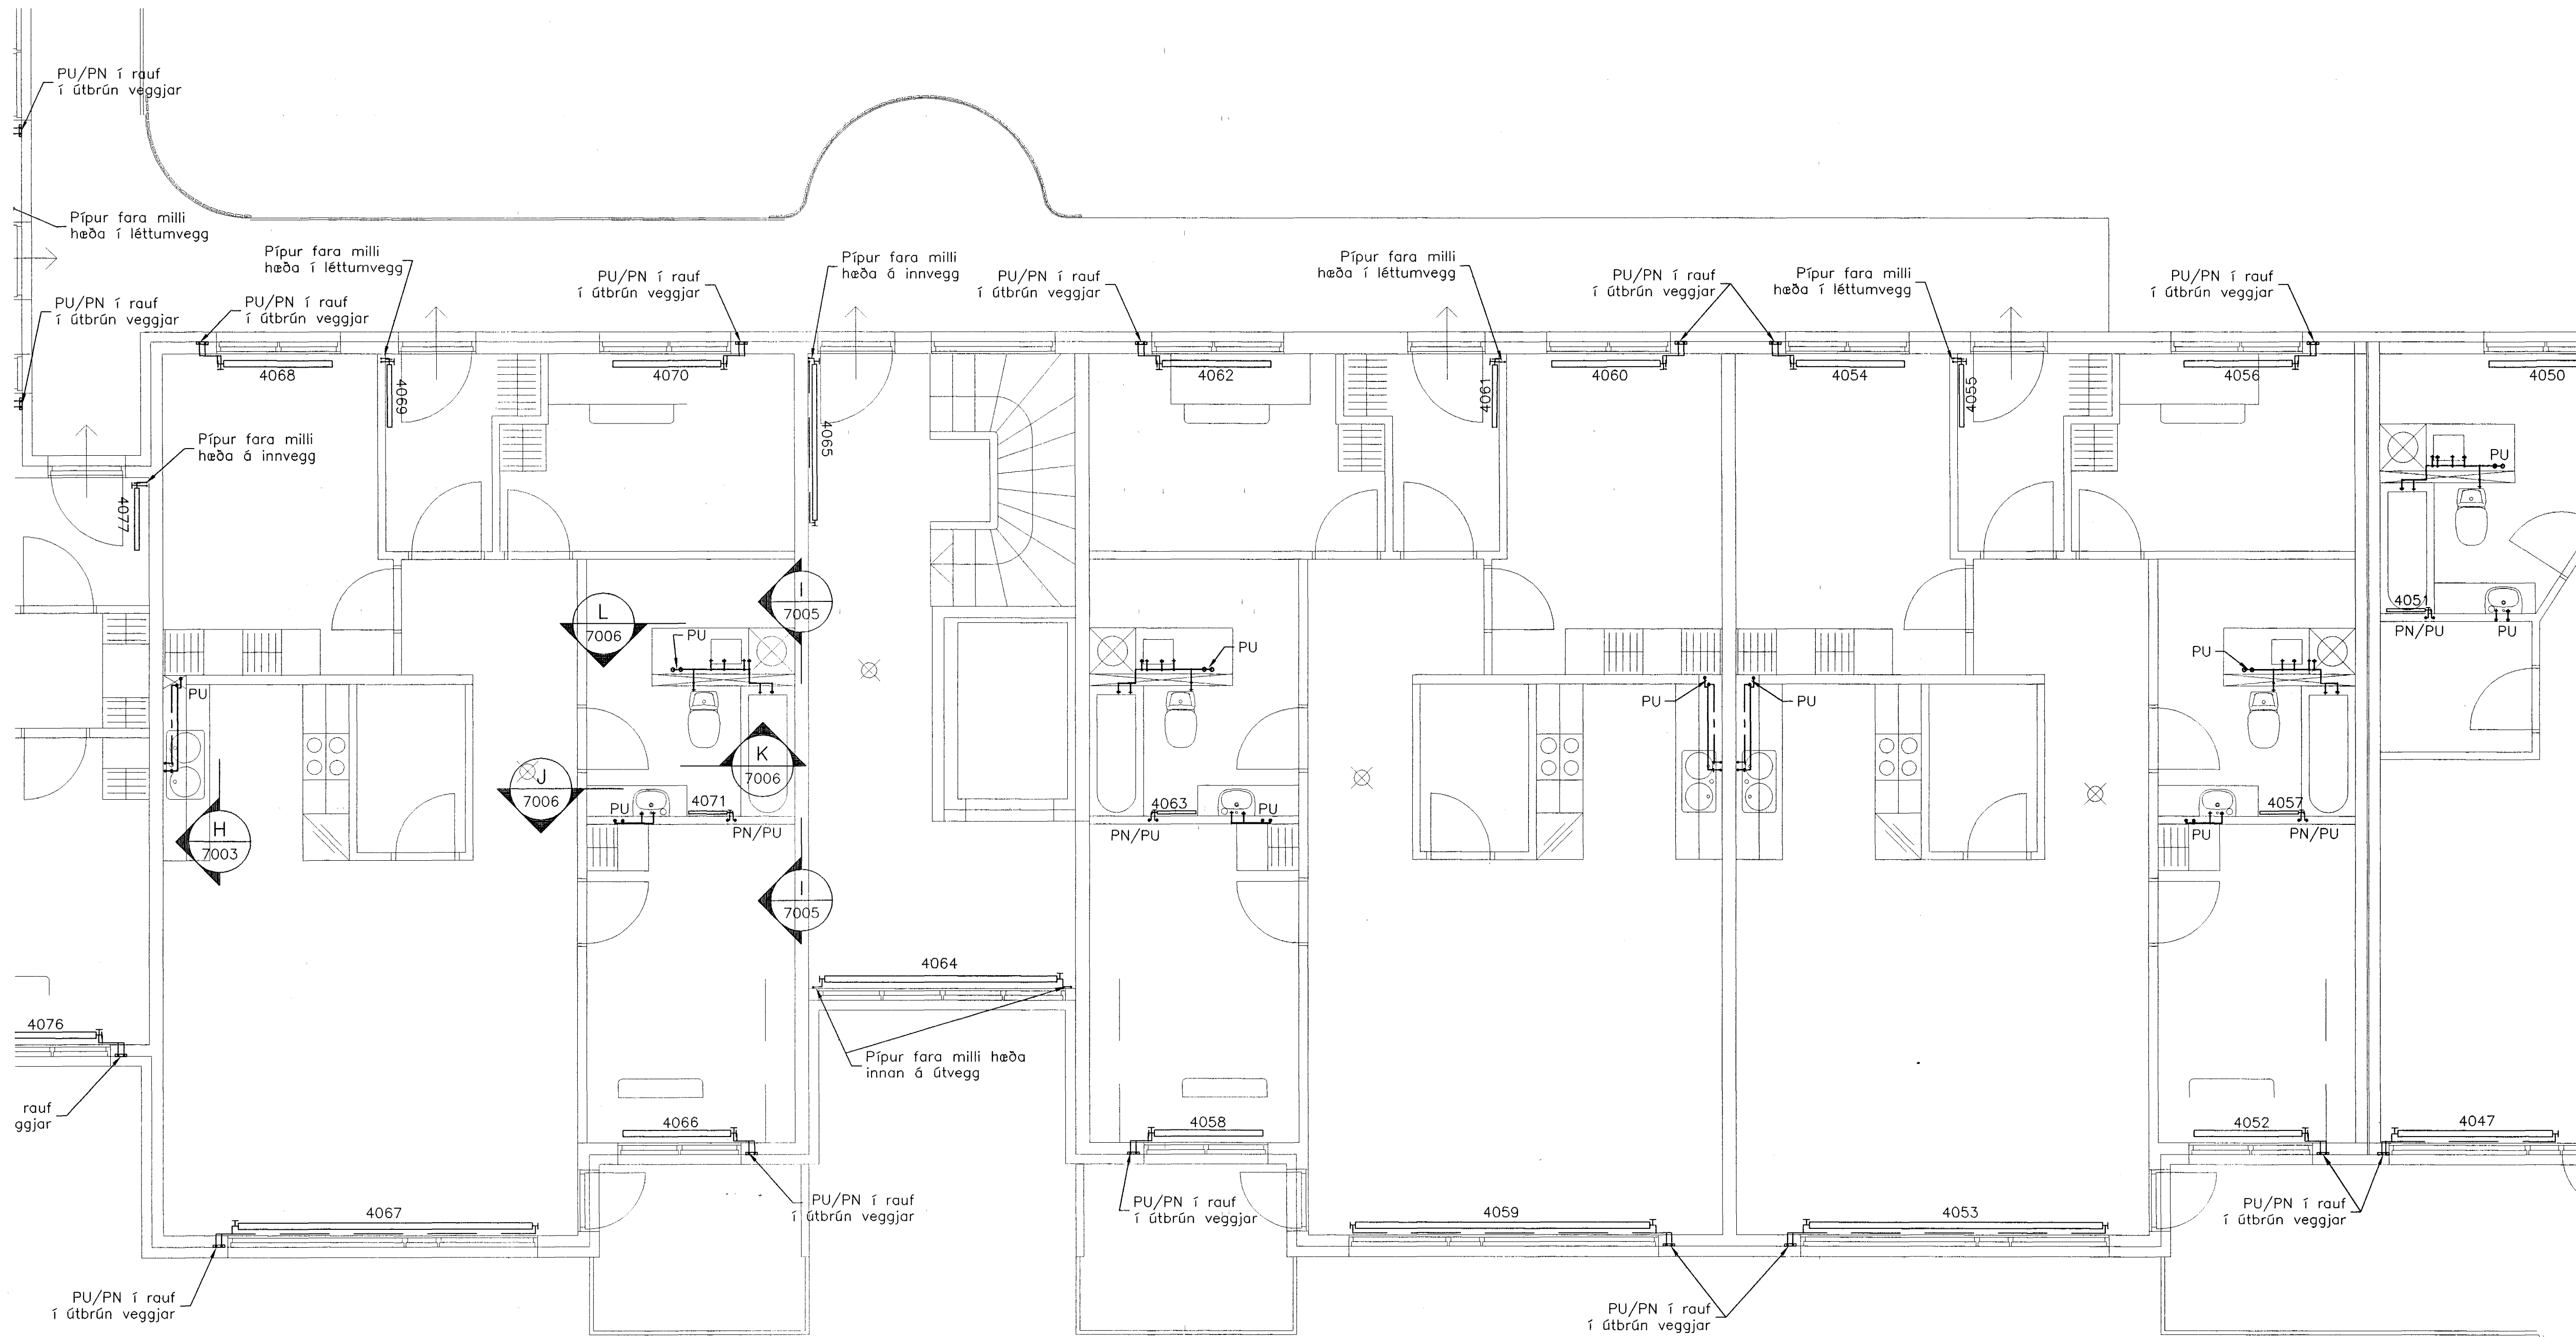 PU/PN í rauf
í útbrún veggjar
Pípur fara milli
hæða í léttumvegg
Pípur fara milli
hæða í léttumvegg
PU/PN í rauf
í útbrún veggjar
Pípur fara milli
hæða á innvegg
PU/PN í rauf
í útbrún veggjar
Pípur fara milli
hæða í léttumvegg
PU/PN í rauf
í útbrún veggjar
Pípur fara milli
hæða í léttumvegg
PU/PN í rauf
í útbrún veggjar
PU/PN í rauf
í útbrún veggjar
PU/PN í rauf
í útbrún veggjar
4068
4069
4070
4065
4062
4061
4060
4054
4055
4056
4050
Pípur fara milli
hæða á innvegg
4077
PU
I
7005
L
7006
4051
PN/PU
PU
PU
PU
PU
PU
PU
PU
K
7006
J
7006
PU
4071
PN/PU
4063
PU
PN/PU
4057
PU
PN/PU
H
7003
I
7005
4064
4076
Pípur fara milli hæða
innan á útvegg
rauf
ggjar
4066
4058
4052
4047
PU/PN í rauf
í útbrún veggjar
PU/PN í rauf
í útbrún veggjar
PU/PN í rauf
í útbrún veggjar
4067
4059
4053
PU/PN í rauf
í útbrún veggjar
PU/PN í rauf
í útbrún veggjar